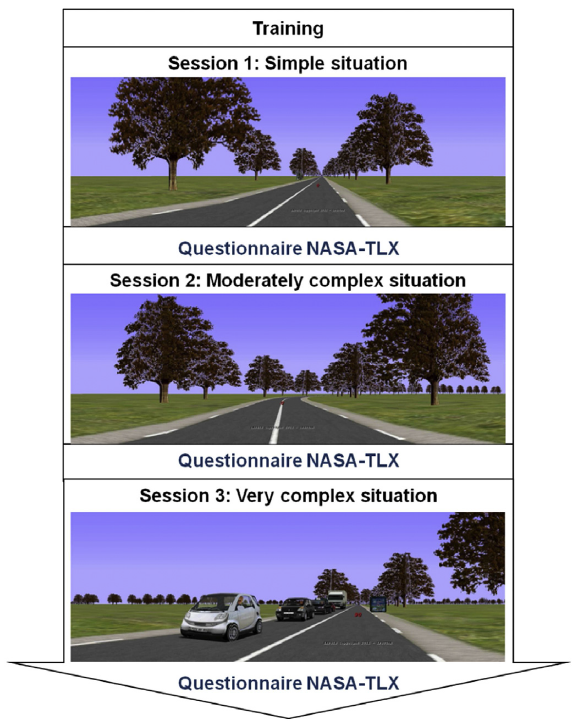 Training
Session 1: Simple situation
Questionnaire NASA-TLX
Session 2: Moderately complex situation
Questionnaire NASA-TLX
Session 3: Very complex situation
Questionnaire NASA-TLX